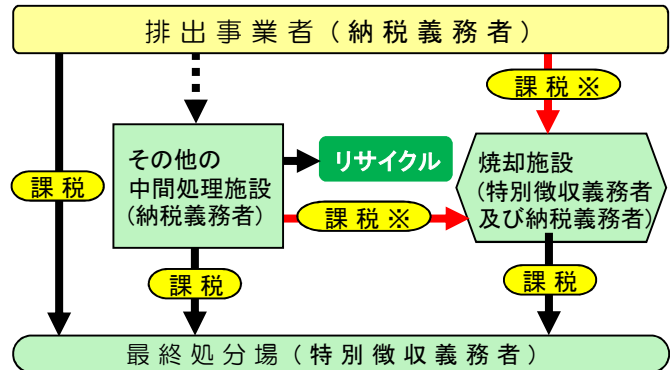 排出事業者(納税義務者)
課税※
その他の
中間処理施設
(納税義務者)
リサイクル
焼却施設
(特別徴収義務者
及び納税義務者)
課税
課税※
課税
課税
最終処分場(特別徴収義務者)